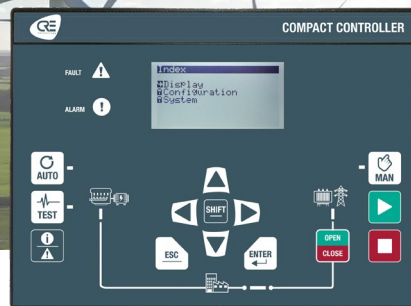 CRE
COMPACT CONTROLLER
FAULT
ALARM
Index
Display
Configuration
System
AUTO
MAN
TEST
SHIFT
ESC
ENTER
OPEN
CLOSE